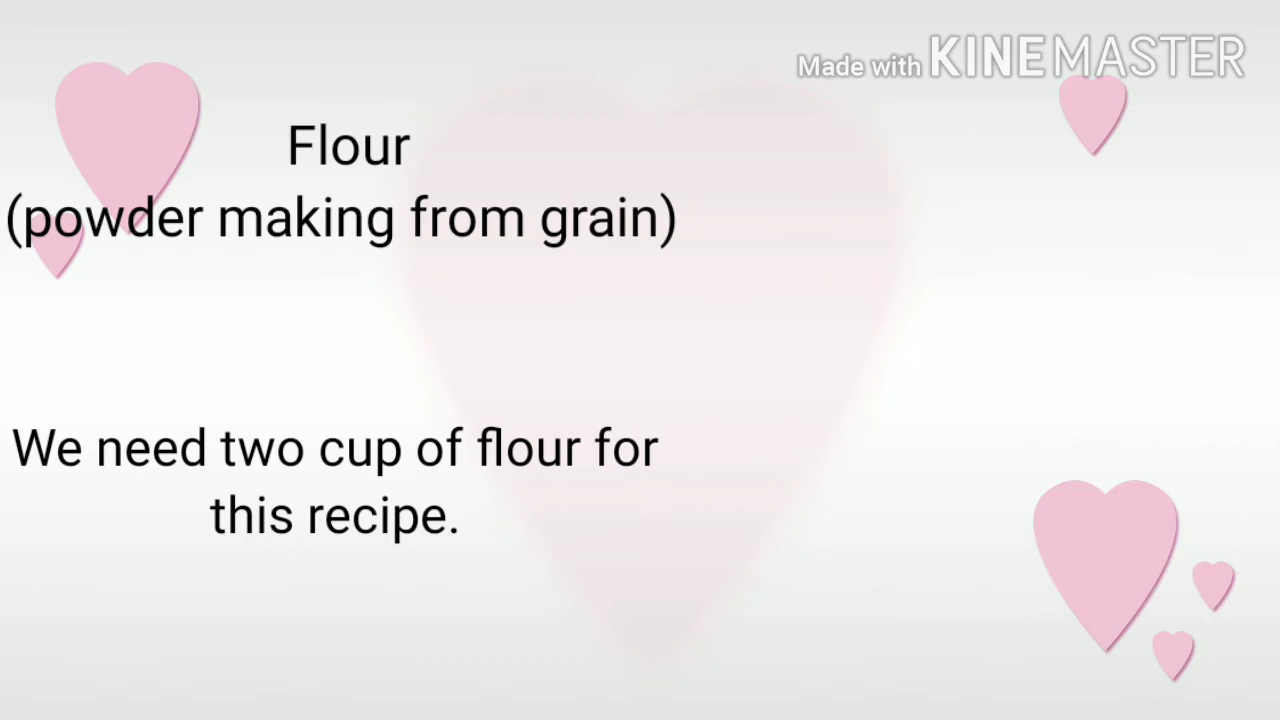 Made with KINEMASTER
Flour
(powder making from grain)
We need two cup of flour for
this recipe.